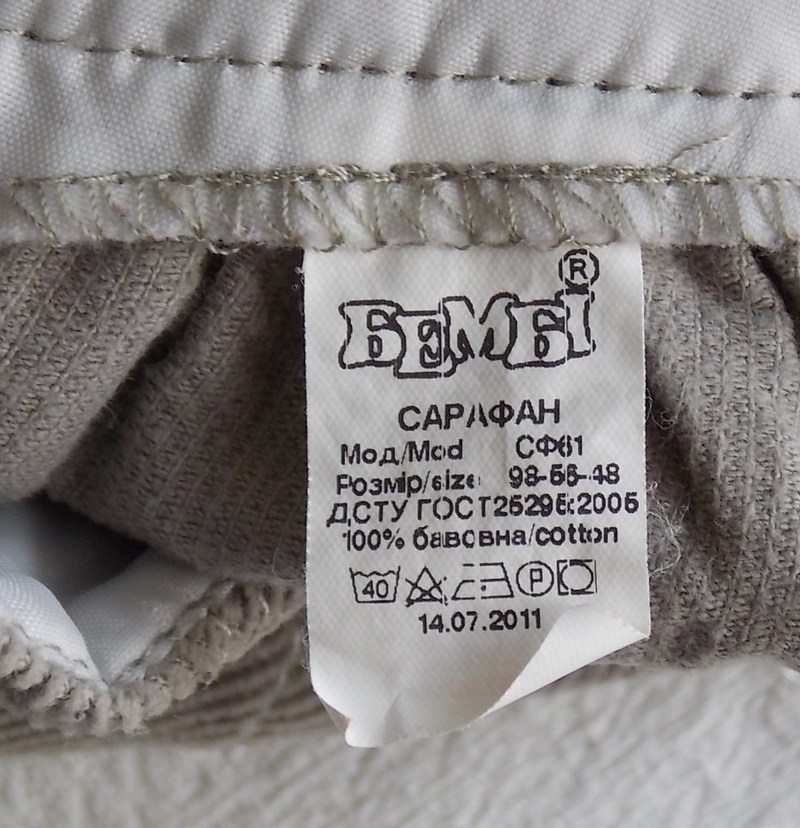 БЕМБІ®
САРАФАН
Мод/Mod СФ61
Розмір/size 98-56-48
ДСТУ ГОСТ25295:2005
100% бавовна/cotton
40 P
14.07.2011